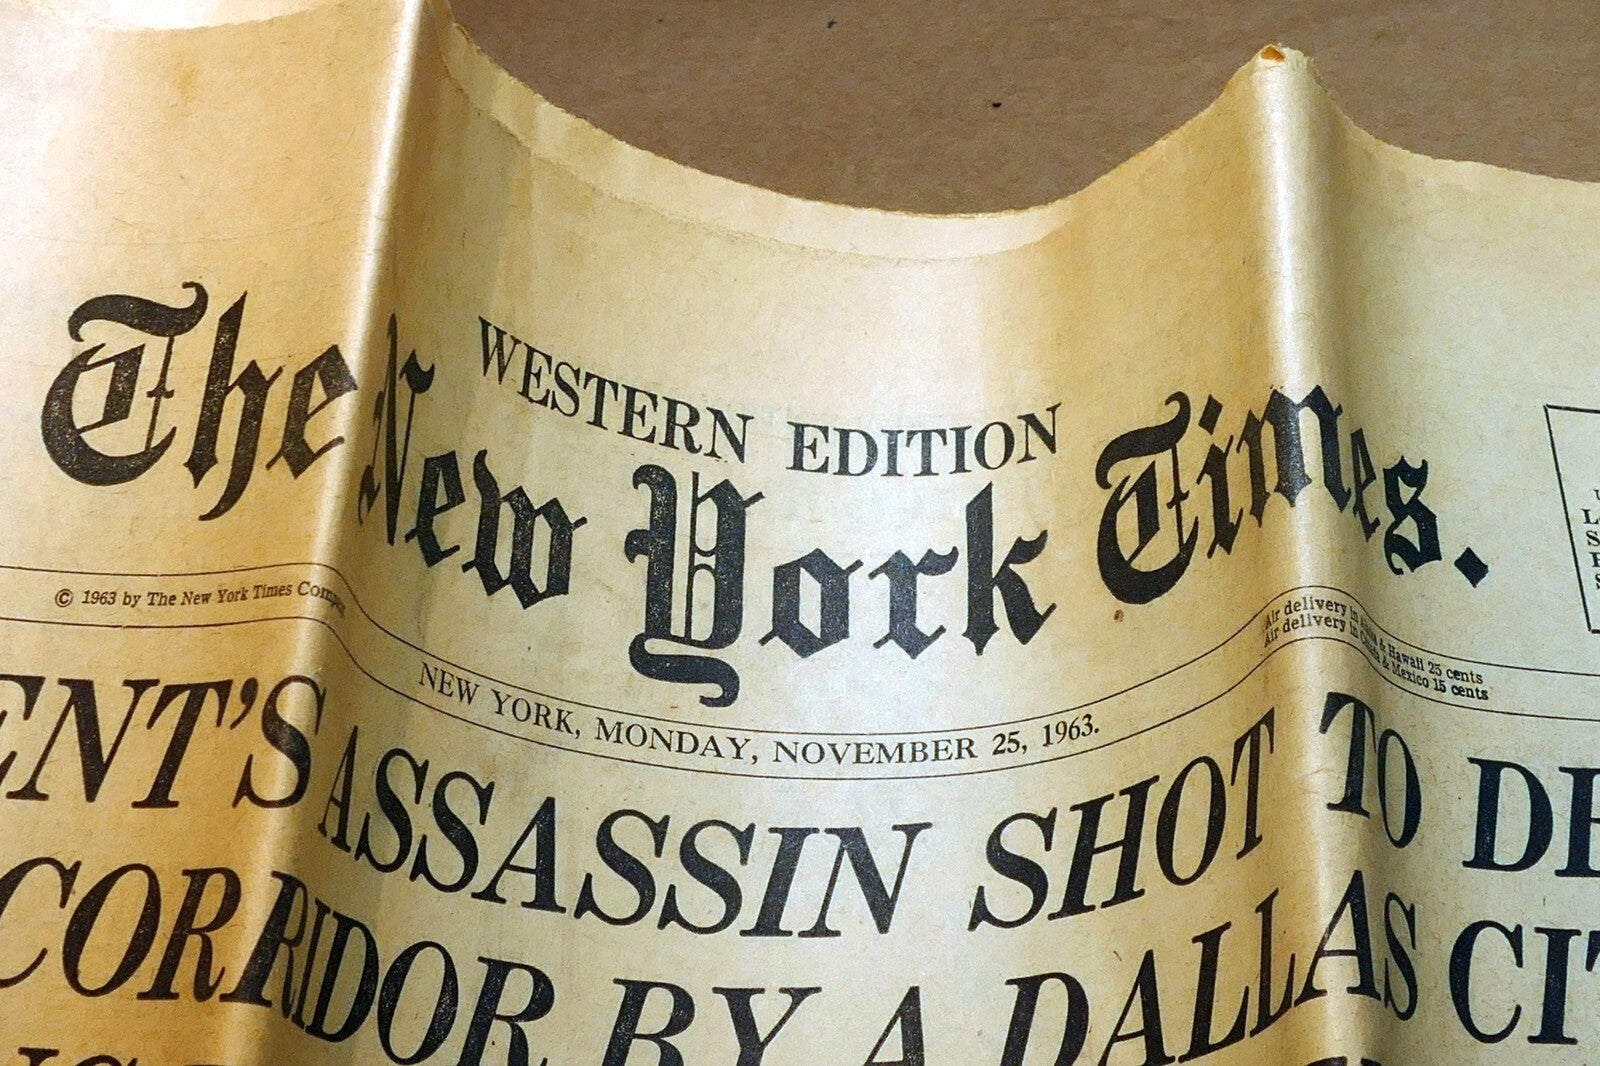 WESTERN EDITION
The New York Times.
© 1963 by The New York Times Company
Air delivery in Alaska & Hawaii 25 cents
Air delivery in Canada & Mexico 15 cents
NEW YORK, MONDAY, NOVEMBER 25, 1963.
ENT'S ASSASSIN SHOT TO DE
CORRIDOR BY A DALLAS CIT